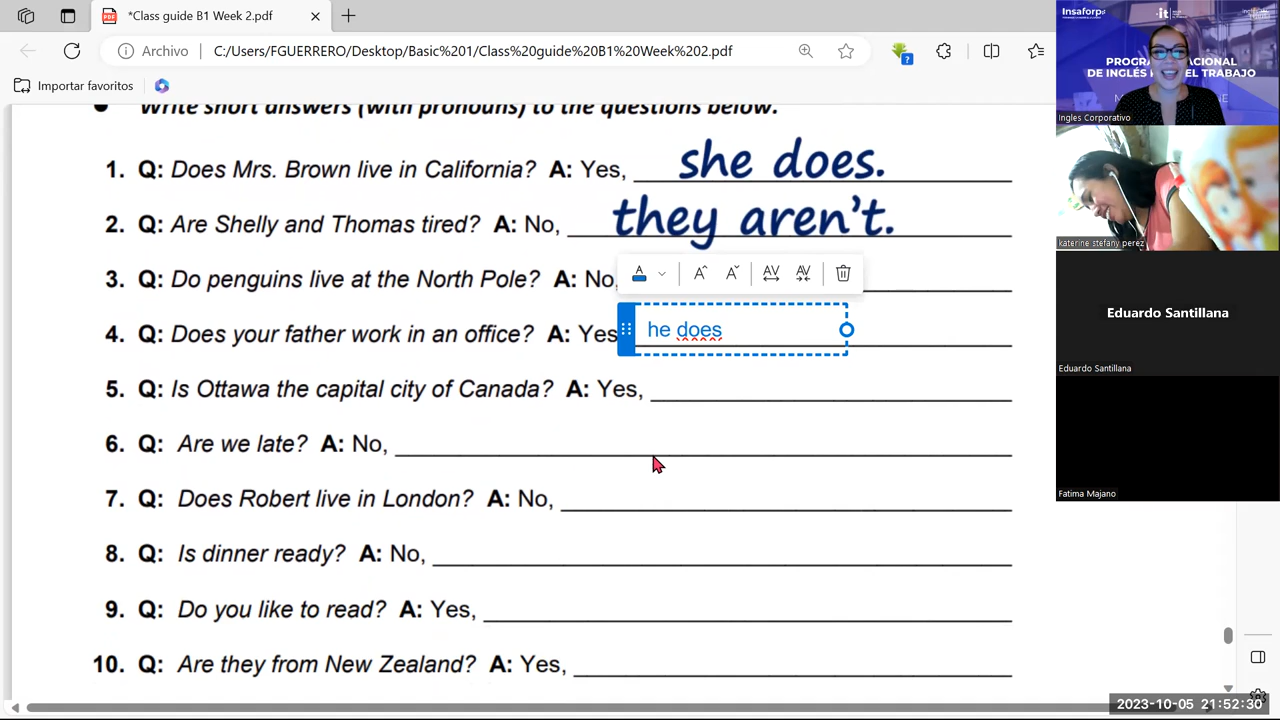 *Class guide B1 Week 2.pdf
Archivo
C:/Users/FGUERRERO/Desktop/Basic%201/Class%20guide%20B1%20Week%202.pdf
Importar favoritos
Write short answers (with pronouns) to the questions below.
1. Q: Does Mrs. Brown live in California? A: Yes, she does.
2. Q: Are Shelly and Thomas tired? A: No, they aren't.
3. Q: Do penguins live at the North Pole? A: No,
4. Q: Does your father work in an office? A: Yes he does
5. Q: Is Ottawa the capital city of Canada? A: Yes,
6. Q: Are we late? A: No,
7. Q: Does Robert live in London? A: No,
8. Q: Is dinner ready? A: No,
9. Q: Do you like to read? A: Yes,
10. Q: Are they from New Zealand? A: Yes,
Insaforp
Ingles Corporativo
katerine stefany perez
Eduardo Santillana
Eduardo Santillana
Fatima Majano
2023-10-05 21:52:30